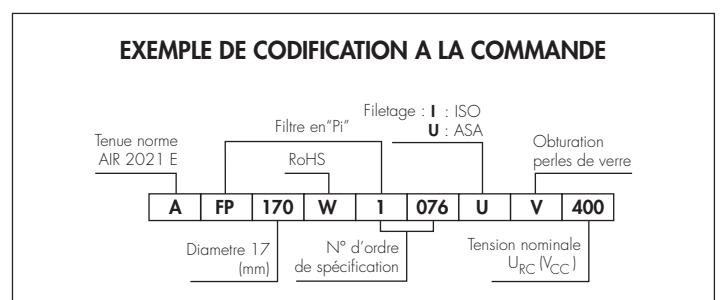 EXEMPLE DE CODIFICATION A LA COMMANDE
Filetage : I : ISO
U : ASA
Filtre en"Pi"
Tenue norme
AIR 2021 E
RoHS
Obturation
perles de verre
A FP 170 W 1 076 U V 400
Diametre 17
(mm)
N° d'ordre
de spécification
Tension nominale
URC (VCC )